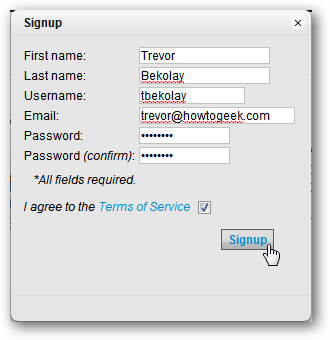 Signup
First name: Trevor
Last name: Bekolay
Username: tbekolay
Email: trevor@howtogeek.com
Password: ••••••••
Password (confirm): ••••••••
*All fields required.
I agree to the Terms of Service
Signup